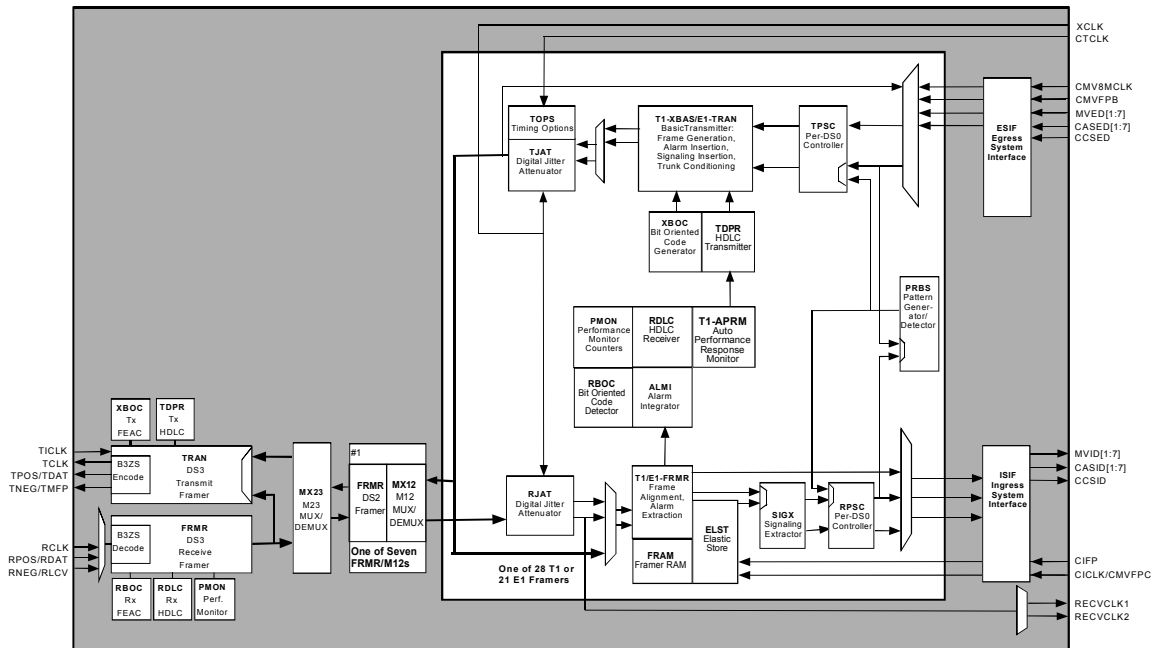 XCLK
CTCLK
CMV8MCLK
CMVFPB
MVED[1:7]
CASED[1:7]
CCSED
ESIF
Egress
System
Interface
TOPS
Timing Options
TJAT
Digital Jitter
Attenuator
T1-XBAS/E1-TRAN
BasicTransmitter:
Frame Generation,
Alarm Insertion,
Signaling Insertion,
Trunk Conditioning
TPSC
Per-DS0
Controller
XBOC
Bit Oriented
Code
Generator
TDPR
HDLC
Transmitter
PRBS
Pattern
Gener-
ator/
Detector
PMON
Performance
Monitor
Counters
RDLC
HDLC
Receiver
T1-APRM
Auto
Performance
Response
Monitor
RBOC
Bit Oriented
Code
Detector
ALMI
Alarm
Integrator
XBOC
Tx
FEAC
TDPR
Tx
HDLC
TICLK
TCLK
TPOS/TDAT
TNEG/TMFP
B3ZS
Encode
TRAN
DS3
Transmit
Framer
RCLK
RPOS/RDAT
RNEG/RLCV
B3ZS
Decode
FRMR
DS3
Receive
Framer
RBOC
Rx
FEAC
RDLC
Rx
HDLC
PMON
Perf.
Monitor
MX23
M23
MUX/
DEMUX
#1
FRMR
DS2
Framer
MX12
M12
MUX/
DEMUX
One of Seven
FRMR/M12s
RJAT
Digital Jitter
Attenuator
One of 28 T1 or
21 E1 Framers
T1/E1-FRMR
Frame
Alignment,
Alarm
Extraction
FRAM
Framer RAM
ELST
Elastic
Store
SIGX
Signaling
Extractor
RPSC
Per-DS0
Controller
ISIF
Ingress
System
Interface
MVID[1:7]
CASID[1:7]
CCSID
CIFP
CICLK/CMVFPC
RECVCLK1
RECVCLK2